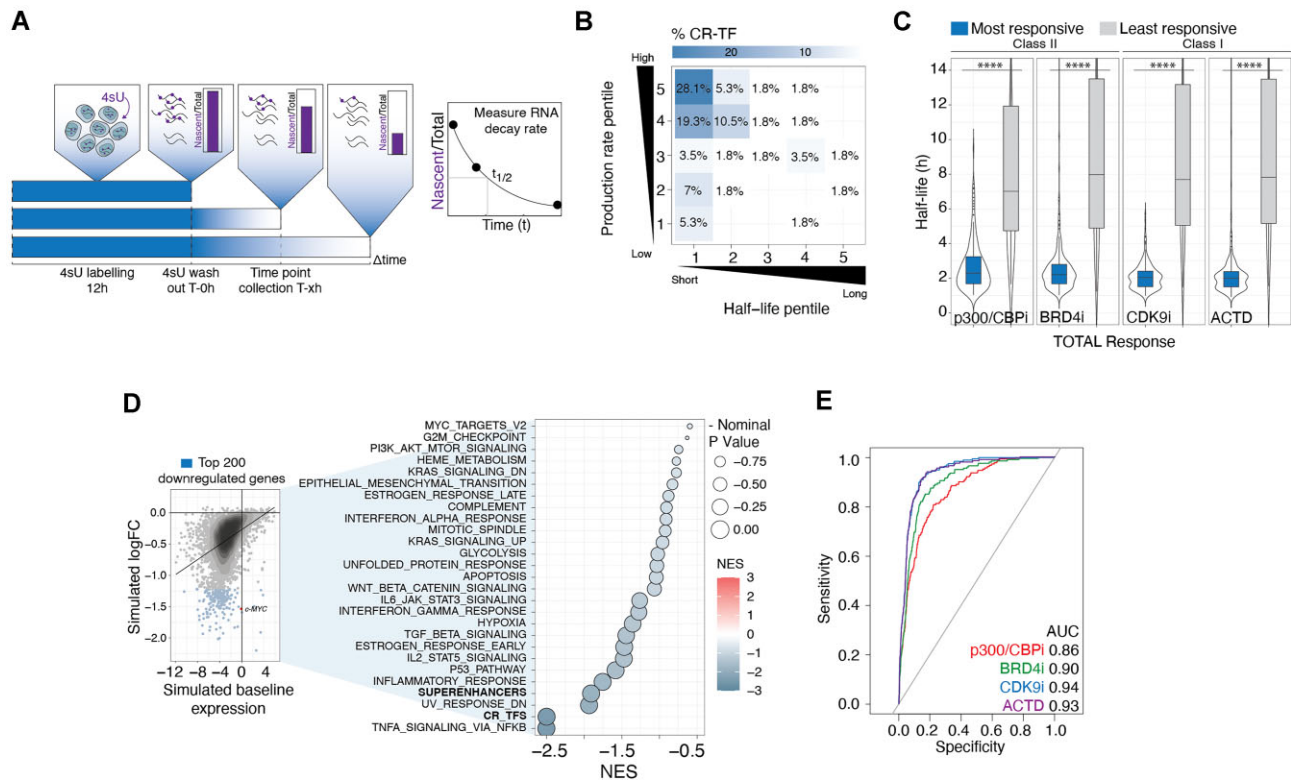 A
4sU
Nascent/Total
Nascent/Total
Nascent/Total
Measure RNA
decay rate
t1/2
Nascent/Total
Time (t)
4sU labelling
12h
4sU wash
out T-0h
Time point
collection T-xh
Δtime
B
% CR-TF
20 10
High
Low
Production rate pentile
5 28.1% 5.3% 1.8% 1.8%
4 19.3% 10.5% 1.8% 1.8%
3 3.5% 1.8% 1.8% 3.5% 1.8%
2 7% 1.8% 1.8%
1 5.3% 1.8%
1 2 3 4 5
Short
Long
Half-life pentile
C
Most responsive Least responsive
Class II Class I
**** **** **** ****
Half-life (h)
14
12
10
8
6
4
2
0
p300/CBPi BRD4i CDK9i ACTD
TOTAL Response
D
Top 200
downregulated genes
Simulated logFC
0.0
-0.5
-1.0
-1.5
-2.0
c-MYC
-12 -8 -4 0 4
Simulated baseline
expression
MYC_TARGETS_V2
G2M_CHECKPOINT
PI3K_AKT_MTOR_SIGNALING
HEME_METABOLISM
KRAS_SIGNALING_DN
EPITHELIAL_MESENCHYMAL_TRANSITION
ESTROGEN_RESPONSE_LATE
COMPLEMENT
INTERFERON_ALPHA_RESPONSE
MITOTIC_SPINDLE
KRAS_SIGNALING_UP
GLYCOLYSIS
UNFOLDED_PROTEIN_RESPONSE
APOPTOSIS
WNT_BETA_CATENIN_SIGNALING
IL6_JAK_STAT3_SIGNALING
INTERFERON_GAMMA_RESPONSE
HYPOXIA
TGF_BETA_SIGNALING
ESTROGEN_RESPONSE_EARLY
IL2_STAT5_SIGNALING
P53_PATHWAY
INFLAMMATORY_RESPONSE
SUPERENHANCERS
UV_RESPONSE_DN
CR_TFS
TNFA_SIGNALING_VIA_NFKB
-2.5 -1.5 -0.5
NES
- Nominal
P Value
-0.75
-0.50
-0.25
0.00
NES
3
2
1
0
-1
-2
-3
E
Sensitivity
1.0
0.8
0.6
0.4
0.2
0.0
AUC
p300/CBPi 0.86
BRD4i 0.90
CDK9i 0.94
ACTD 0.93
0.0 0.2 0.4 0.6 0.8 1.0
Specificity